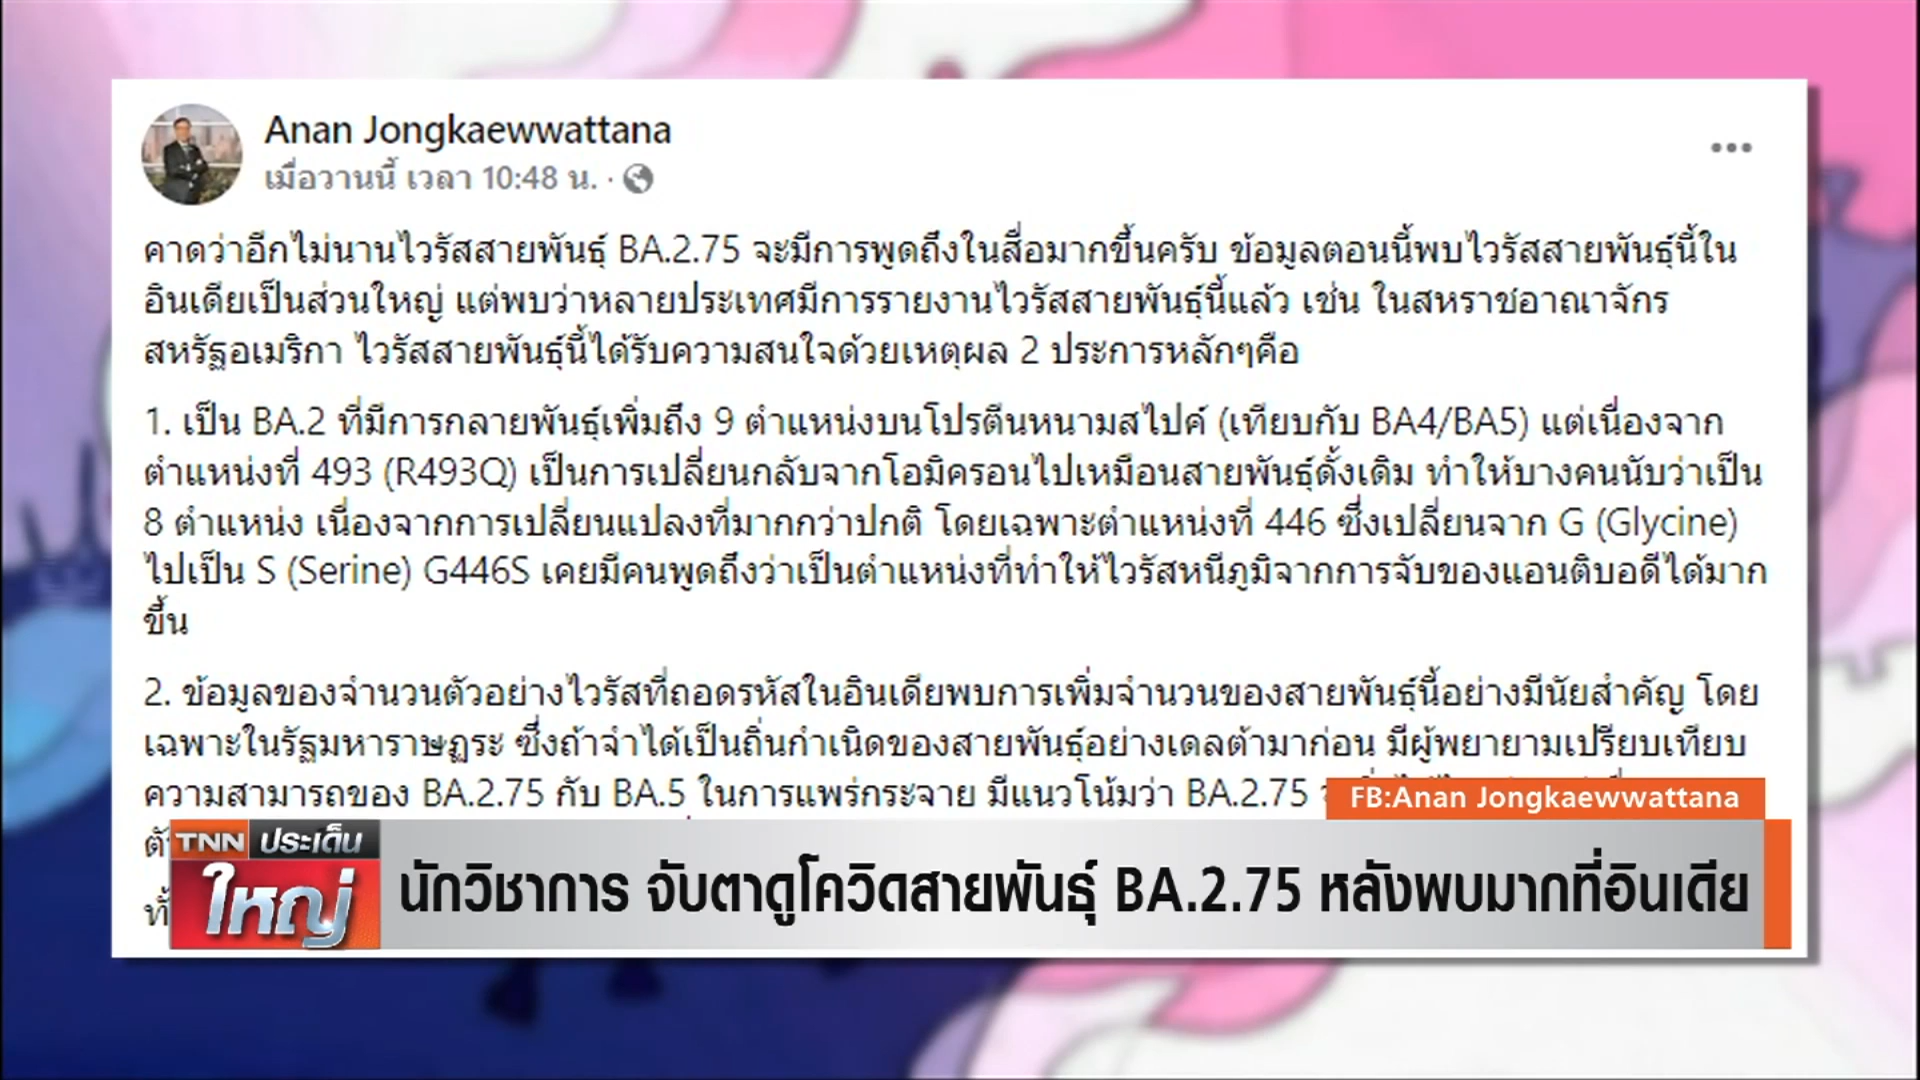 Anan Jongkaewwattana
เมื่อวานนี้ เวลา 10:48 น. ·
คาดว่าอีกไม่นานไวรัสสายพันธุ์ BA.2.75 จะมีการพูดถึงในสื่อมากขึ้นครับ ข้อมูลตอนนี้พบไวรัสสายพันธุ์นี้ใน
อินเดียเป็นส่วนใหญ่ แต่พบว่าหลายประเทศมีการรายงานไวรัสสายพันธุ์นี้แล้ว เช่น ในสหราชอาณาจักร
สหรัฐอเมริกา ไวรัสสายพันธุ์นี้ได้รับความสนใจด้วยเหตุผล 2 ประการหลักๆคือ
1. เป็น BA.2 ที่มีการกลายพันธุ์เพิ่มถึง 9 ตำแหน่งบนโปรตีนหนามสไปค์ (เทียบกับ BA4/BA5) แต่เนื่องจาก
ตำแหน่งที่ 493 (R493Q) เป็นการเปลี่ยนกลับจากโอมิครอนไปเหมือนสายพันธุ์ดั้งเดิม ทำให้บางคนนับว่าเป็น
8 ตำแหน่ง เนื่องจากการเปลี่ยนแปลงที่มากกว่าปกติ โดยเฉพาะตำแหน่งที่ 446 ซึ่งเปลี่ยนจาก G (Glycine)
ไปเป็น S (Serine) G446S เคยมีคนพูดถึงว่าเป็นตำแหน่งที่ทำให้ไวรัสหนีภูมิจากการจับของแอนติบอดีได้มาก
ขึ้น
2. ข้อมูลของจำนวนตัวอย่างไวรัสที่ถอดรหัสในอินเดียพบการเพิ่มจำนวนของสายพันธุ์นี้อย่างมีนัยสำคัญ โดย
เฉพาะในรัฐมหาราษฏระ ซึ่งถ้าจำได้เป็นถิ่นกำเนิดของสายพันธุ์อย่างเดลต้ามาก่อน มีผู้พยายามเปรียบเทียบ
ความสามารถของ BA.2.75 กับ BA.5 ในการแพร่กระจาย มีแนวโน้มว่า BA.2.75
FB:Anan Jongkaewwattana
TNN ประเด็น
ใหญ่
นักวิชาการ จับตาดูโควิดสายพันธุ์ BA.2.75 หลังพบมากที่อินเดีย